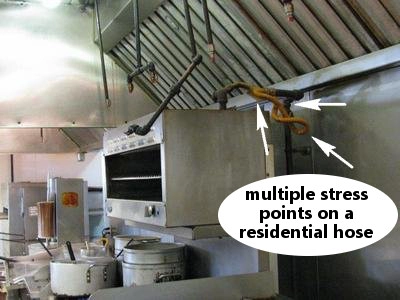 multiple stress
points on a
residential hose